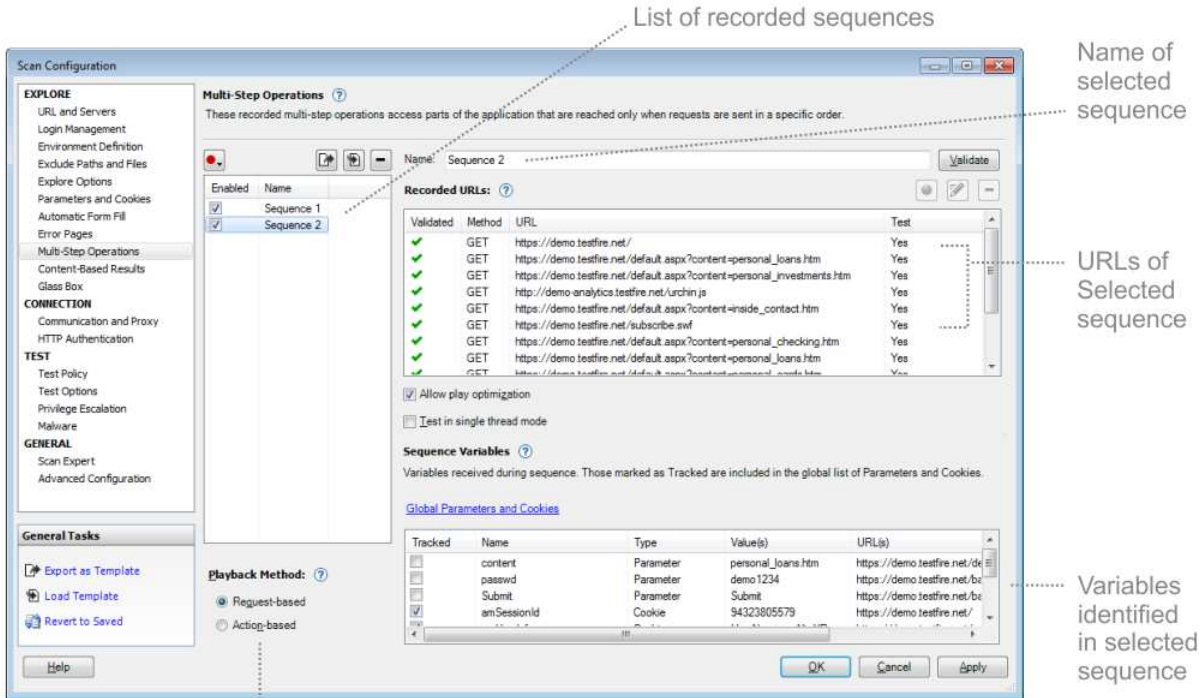 List of recorded sequences
Name of
selected
sequence
URLs of
Selected
sequence
Variables
identified
in selected
sequence
Scan Configuration
EXPLORE
URL and Servers
Login Management
Environment Definition
Exclude Paths and Files
Explore Options
Parameters and Cookies
Automatic Form Fill
Error Pages
Multi-Step Operations
Content-Based Results
Glass Box
CONNECTION
Communication and Proxy
HTTP Authentication
TEST
Test Policy
Test Options
Privilege Escalation
Malware
GENERAL
Scan Expert
Advanced Configuration
General Tasks
Export as Template
Load Template
Revert to Saved
Help
Multi-Step Operations
These recorded multi-step operations access parts of the application that are reached only when requests are sent in a specific order.
Enabled Name
Sequence 1
Sequence 2
Playback Method:
Request-based
Action-based
Name: Sequence 2 Validate
Recorded URLs:
Validated Method URL Test
GET https://demo.testfire.net/ Yes
GET https://demo.testfire.net/default.aspx?content=personal_loans.htm Yes
GET https://demo.testfire.net/default.aspx?content=personal_investments.htm Yes
GET http://demo-analytics.testfire.net/urchin.js Yes
GET https://demo.testfire.net/default.aspx?content=inside_contact.htm Yes
GET https://demo.testfire.net/subscribe.swf Yes
GET https://demo.testfire.net/default.aspx?content=personal_checking.htm Yes
GET https://demo.testfire.net/default.aspx?content=personal_loans.htm Yes
GET https://demo.testfire.net/default.aspx?content=personal_cards.htm Yes
Allow play optimization
Test in single thread mode
Sequence Variables
Variables received during sequence. Those marked as Tracked are included in the global list of Parameters and Cookies.
Global Parameters and Cookies
Tracked Name Type Value(s) URL(s)
content Parameter personal_loans.htm https://demo.testfire.net/de
passwd Parameter demo1234 https://demo.testfire.net/ba
Submit Parameter Submit https://demo.testfire.net/ba
amSessionId Cookie 94323805579 https://demo.testfire.net/
OK Cancel Apply